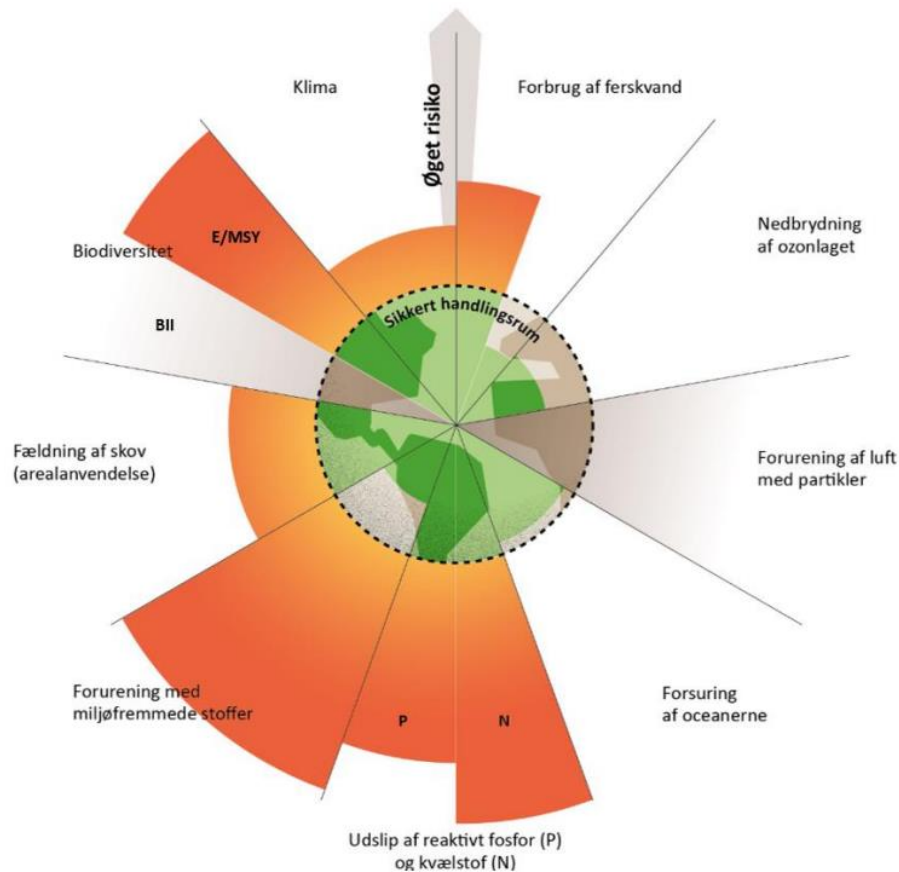 Klima
Øget risiko
Forbrug af ferskvand
Nedbrydning
af ozonlaget
E/MSY
Biodiversitet
BII
Sikkert handlingsrum
Fældning af skov
(arealanvendelse)
Forurening af luft
med partikler
Forurening med
miljøfremmede stoffer
P
N
Forsuring
af oceanerne
Udslip af reaktivt fosfor (P)
og kvælstof (N)